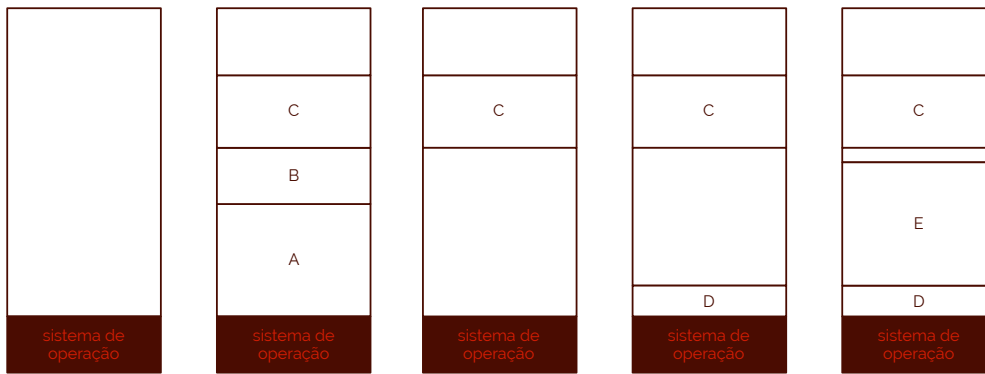 C
B
A
C
C
D
C
E
D
sistema de
operação
sistema de
operação
sistema de
operação
sistema de
operação
sistema de
operação